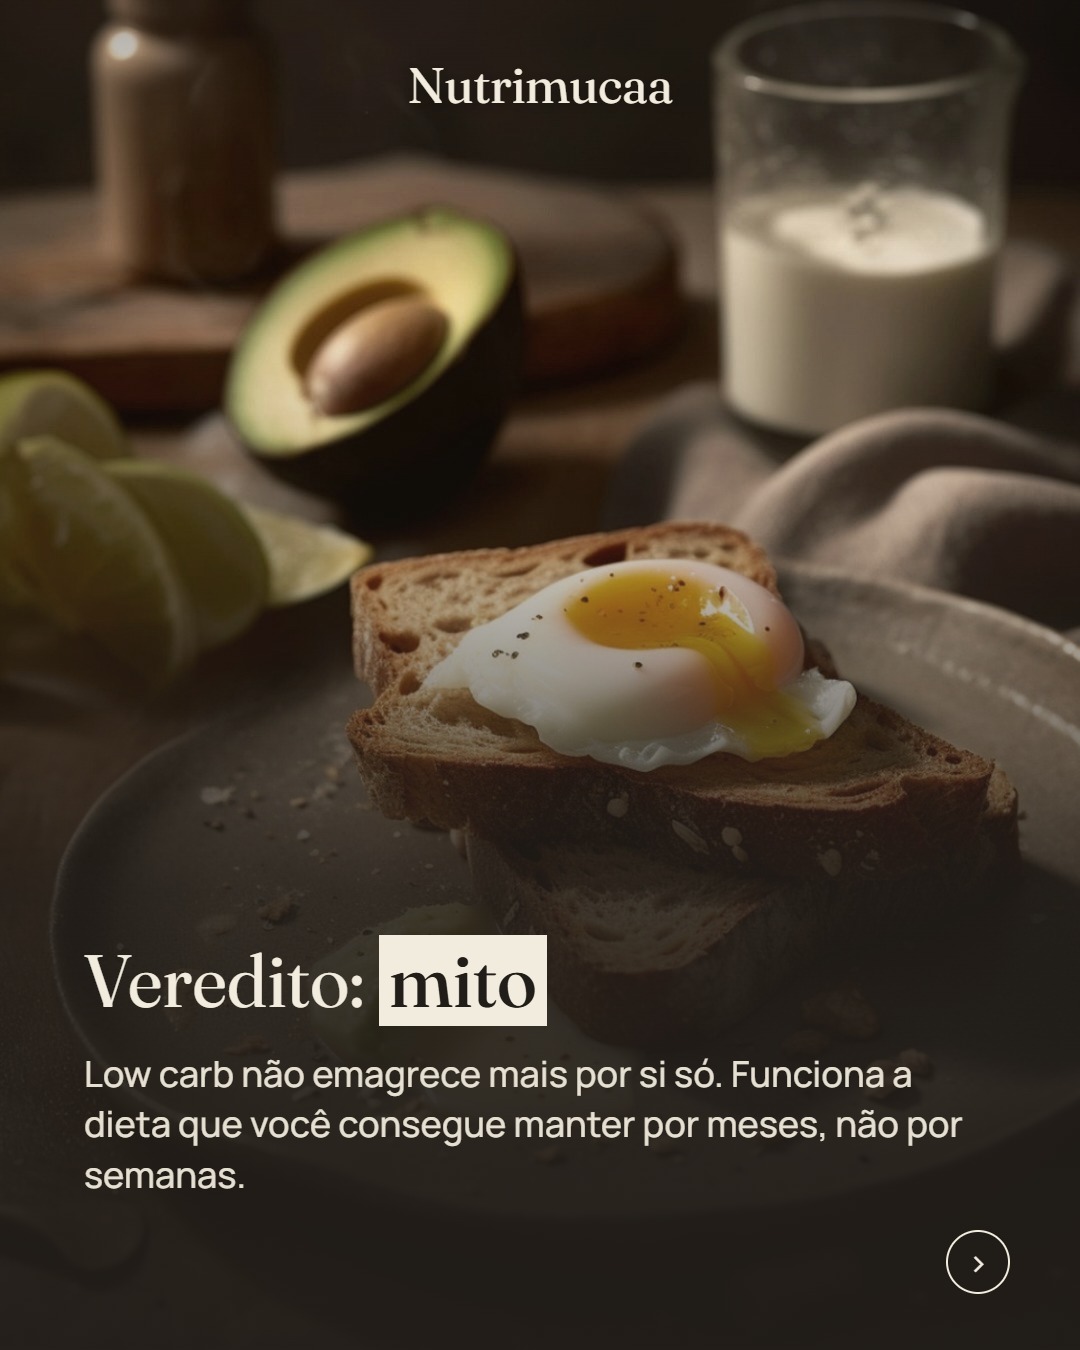 Nutrimucaa
Veredito: mito
Low carb não emagrece mais por si só. Funciona a
dieta que você consegue manter por meses, não por
semanas.